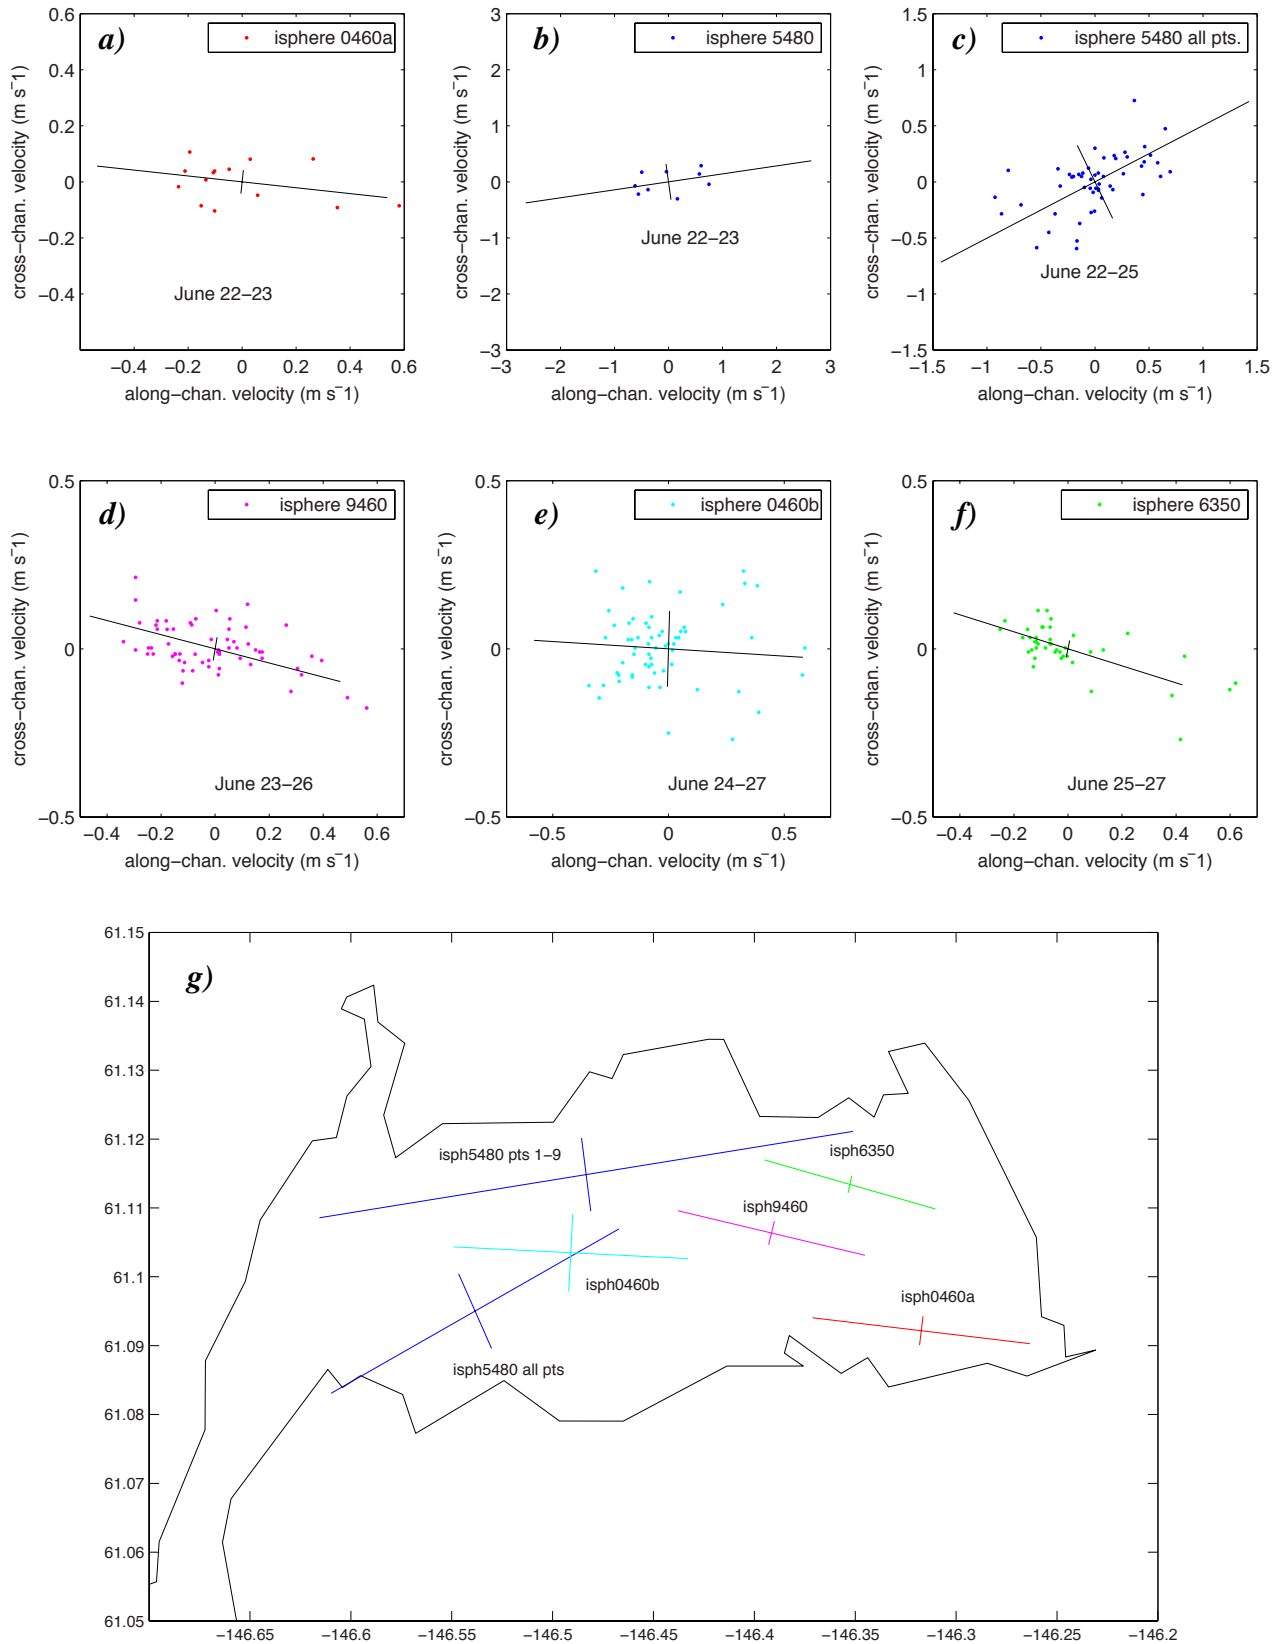 a)
isphere 0460a
0.6
0.4
0.2
0
−0.2
−0.4
cross−chan. velocity (m s⁻1)
June 22−23
−0.4 −0.2 0 0.2 0.4 0.6
along−chan. velocity (m s⁻1)
b)
isphere 5480
3
2
1
0
−1
−2
−3
cross−chan. velocity (m s⁻1)
June 22−23
−3 −2 −1 0 1 2 3
along−chan. velocity (m s⁻1)
c)
isphere 5480 all pts.
1.5
1
0.5
0
−0.5
−1
−1.5
cross−chan. velocity (m s⁻1)
June 22−25
−1.5 −1 −0.5 0 0.5 1 1.5
along−chan. velocity (m s⁻1)
d)
isphere 9460
0.5
0
−0.5
cross−chan. velocity (m s⁻1)
June 23−26
−0.4 −0.2 0 0.2 0.4 0.6
along−chan. velocity (m s⁻1)
e)
isphere 0460b
0.5
0
−0.5
cross−chan. velocity (m s⁻1)
June 24−27
−0.5 0 0.5
along−chan. velocity (m s⁻1)
f)
isphere 6350
0.5
0
−0.5
cross−chan. velocity (m s⁻1)
June 25−27
−0.4 −0.2 0 0.2 0.4 0.6
along−chan. velocity (m s⁻1)
g)
61.15
61.14
61.13
61.12
61.11
61.1
61.09
61.08
61.07
61.06
61.05
isph5480 pts 1−9
isph6350
isph9460
isph0460b
isph0460a
isph5480 all pts
−146.65 −146.6 −146.55 −146.5 −146.45 −146.4 −146.35 −146.3 −146.25 −146.2